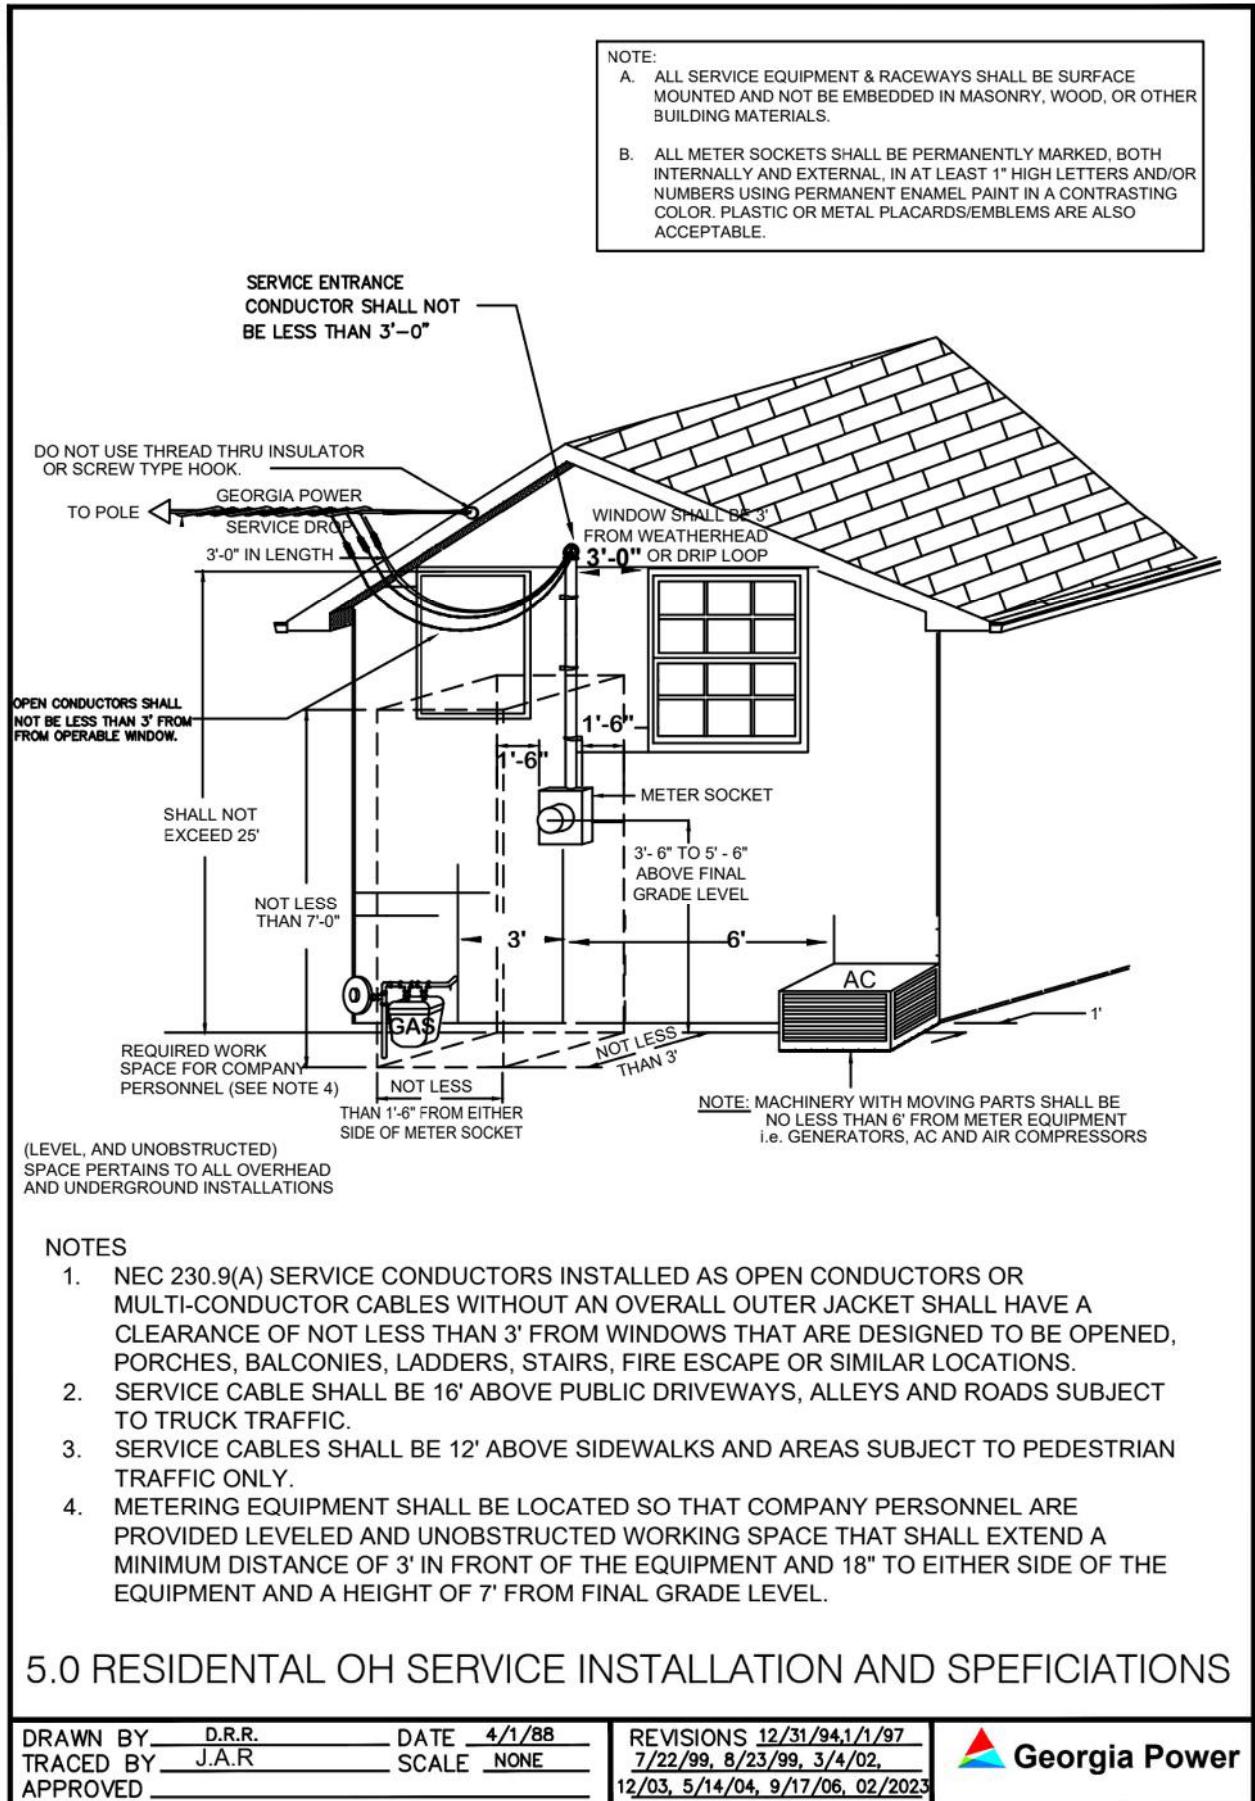 NOTE:
A. ALL SERVICE EQUIPMENT & RACEWAYS SHALL BE SURFACE
MOUNTED AND NOT BE EMBEDDED IN MASONRY, WOOD, OR OTHER
BUILDING MATERIALS.
B. ALL METER SOCKETS SHALL BE PERMANENTLY MARKED, BOTH
INTERNALLY AND EXTERNAL, IN AT LEAST 1" HIGH LETTERS AND/OR
NUMBERS USING PERMANENT ENAMEL PAINT IN A CONTRASTING
COLOR. PLASTIC OR METAL PLACARDS/EMBLEMS ARE ALSO
ACCEPTABLE.
SERVICE ENTRANCE
CONDUCTOR SHALL NOT
BE LESS THAN 3'-0"
DO NOT USE THREAD THRU INSULATOR
OR SCREW TYPE HOOK.
TO POLE
GEORGIA POWER
SERVICE DROP
3'-0" IN LENGTH
WINDOW SHALL BE 3'
FROM WEATHERHEAD
OR DRIP LOOP
3'-0"
OPEN CONDUCTORS SHALL
NOT BE LESS THAN 3' FROM
FROM OPERABLE WINDOW.
1'-6"
1'-6"
METER SOCKET
SHALL NOT
EXCEED 25'
3'- 6" TO 5' - 6"
ABOVE FINAL
GRADE LEVEL
NOT LESS
THAN 7'-0"
3'
6'
AC
GAS
1'
REQUIRED WORK
SPACE FOR COMPANY
PERSONNEL (SEE NOTE 4)
NOT LESS
THAN 3'
NOT LESS
THAN 1'-6" FROM EITHER
SIDE OF METER SOCKET
NOTE: MACHINERY WITH MOVING PARTS SHALL BE
NO LESS THAN 6' FROM METER EQUIPMENT
i.e. GENERATORS, AC AND AIR COMPRESSORS
(LEVEL, AND UNOBSTRUCTED)
SPACE PERTAINS TO ALL OVERHEAD
AND UNDERGROUND INSTALLATIONS
NOTES
1. NEC 230.9(A) SERVICE CONDUCTORS INSTALLED AS OPEN CONDUCTORS OR
MULTI-CONDUCTOR CABLES WITHOUT AN OVERALL OUTER JACKET SHALL HAVE A
CLEARANCE OF NOT LESS THAN 3' FROM WINDOWS THAT ARE DESIGNED TO BE OPENED,
PORCHES, BALCONIES, LADDERS, STAIRS, FIRE ESCAPE OR SIMILAR LOCATIONS.
2. SERVICE CABLE SHALL BE 16' ABOVE PUBLIC DRIVEWAYS, ALLEYS AND ROADS SUBJECT
TO TRUCK TRAFFIC.
3. SERVICE CABLES SHALL BE 12' ABOVE SIDEWALKS AND AREAS SUBJECT TO PEDESTRIAN
TRAFFIC ONLY.
4. METERING EQUIPMENT SHALL BE LOCATED SO THAT COMPANY PERSONNEL ARE
PROVIDED LEVELED AND UNOBSTRUCTED WORKING SPACE THAT SHALL EXTEND A
MINIMUM DISTANCE OF 3' IN FRONT OF THE EQUIPMENT AND 18" TO EITHER SIDE OF THE
EQUIPMENT AND A HEIGHT OF 7' FROM FINAL GRADE LEVEL.
5.0 RESIDENTAL OH SERVICE INSTALLATION AND SPEFICIATIONS
DRAWN BY D.R.R. DATE 4/1/88
TRACED BY J.A.R SCALE NONE
APPROVED
REVISIONS 12/31/94,1/1/97
7/22/99, 8/23/99, 3/4/02,
12/03, 5/14/04, 9/17/06, 02/2023
Georgia Power